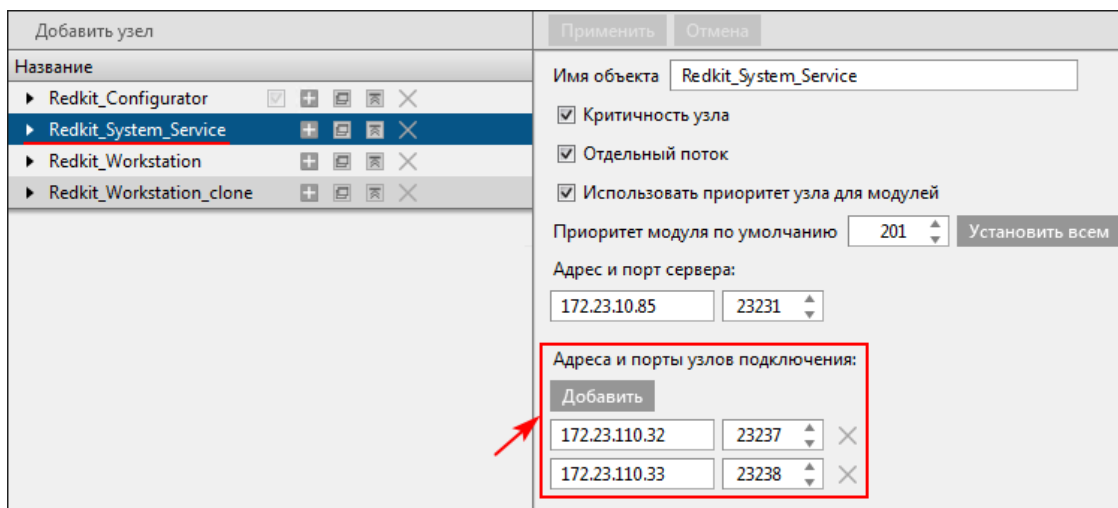 Добавить узел
Название
Redkit_Configurator
Redkit_System_Service
Redkit_Workstation
Redkit_Workstation_clone
Применить Отмена
Имя объекта Redkit_System_Service
Критичность узла
Отдельный поток
Использовать приоритет узла для модулей
Приоритет модуля по умолчанию 201 Установить всем
Адрес и порт сервера:
172.23.10.85 23231
Адреса и порты узлов подключения:
Добавить
172.23.110.32 23237
172.23.110.33 23238